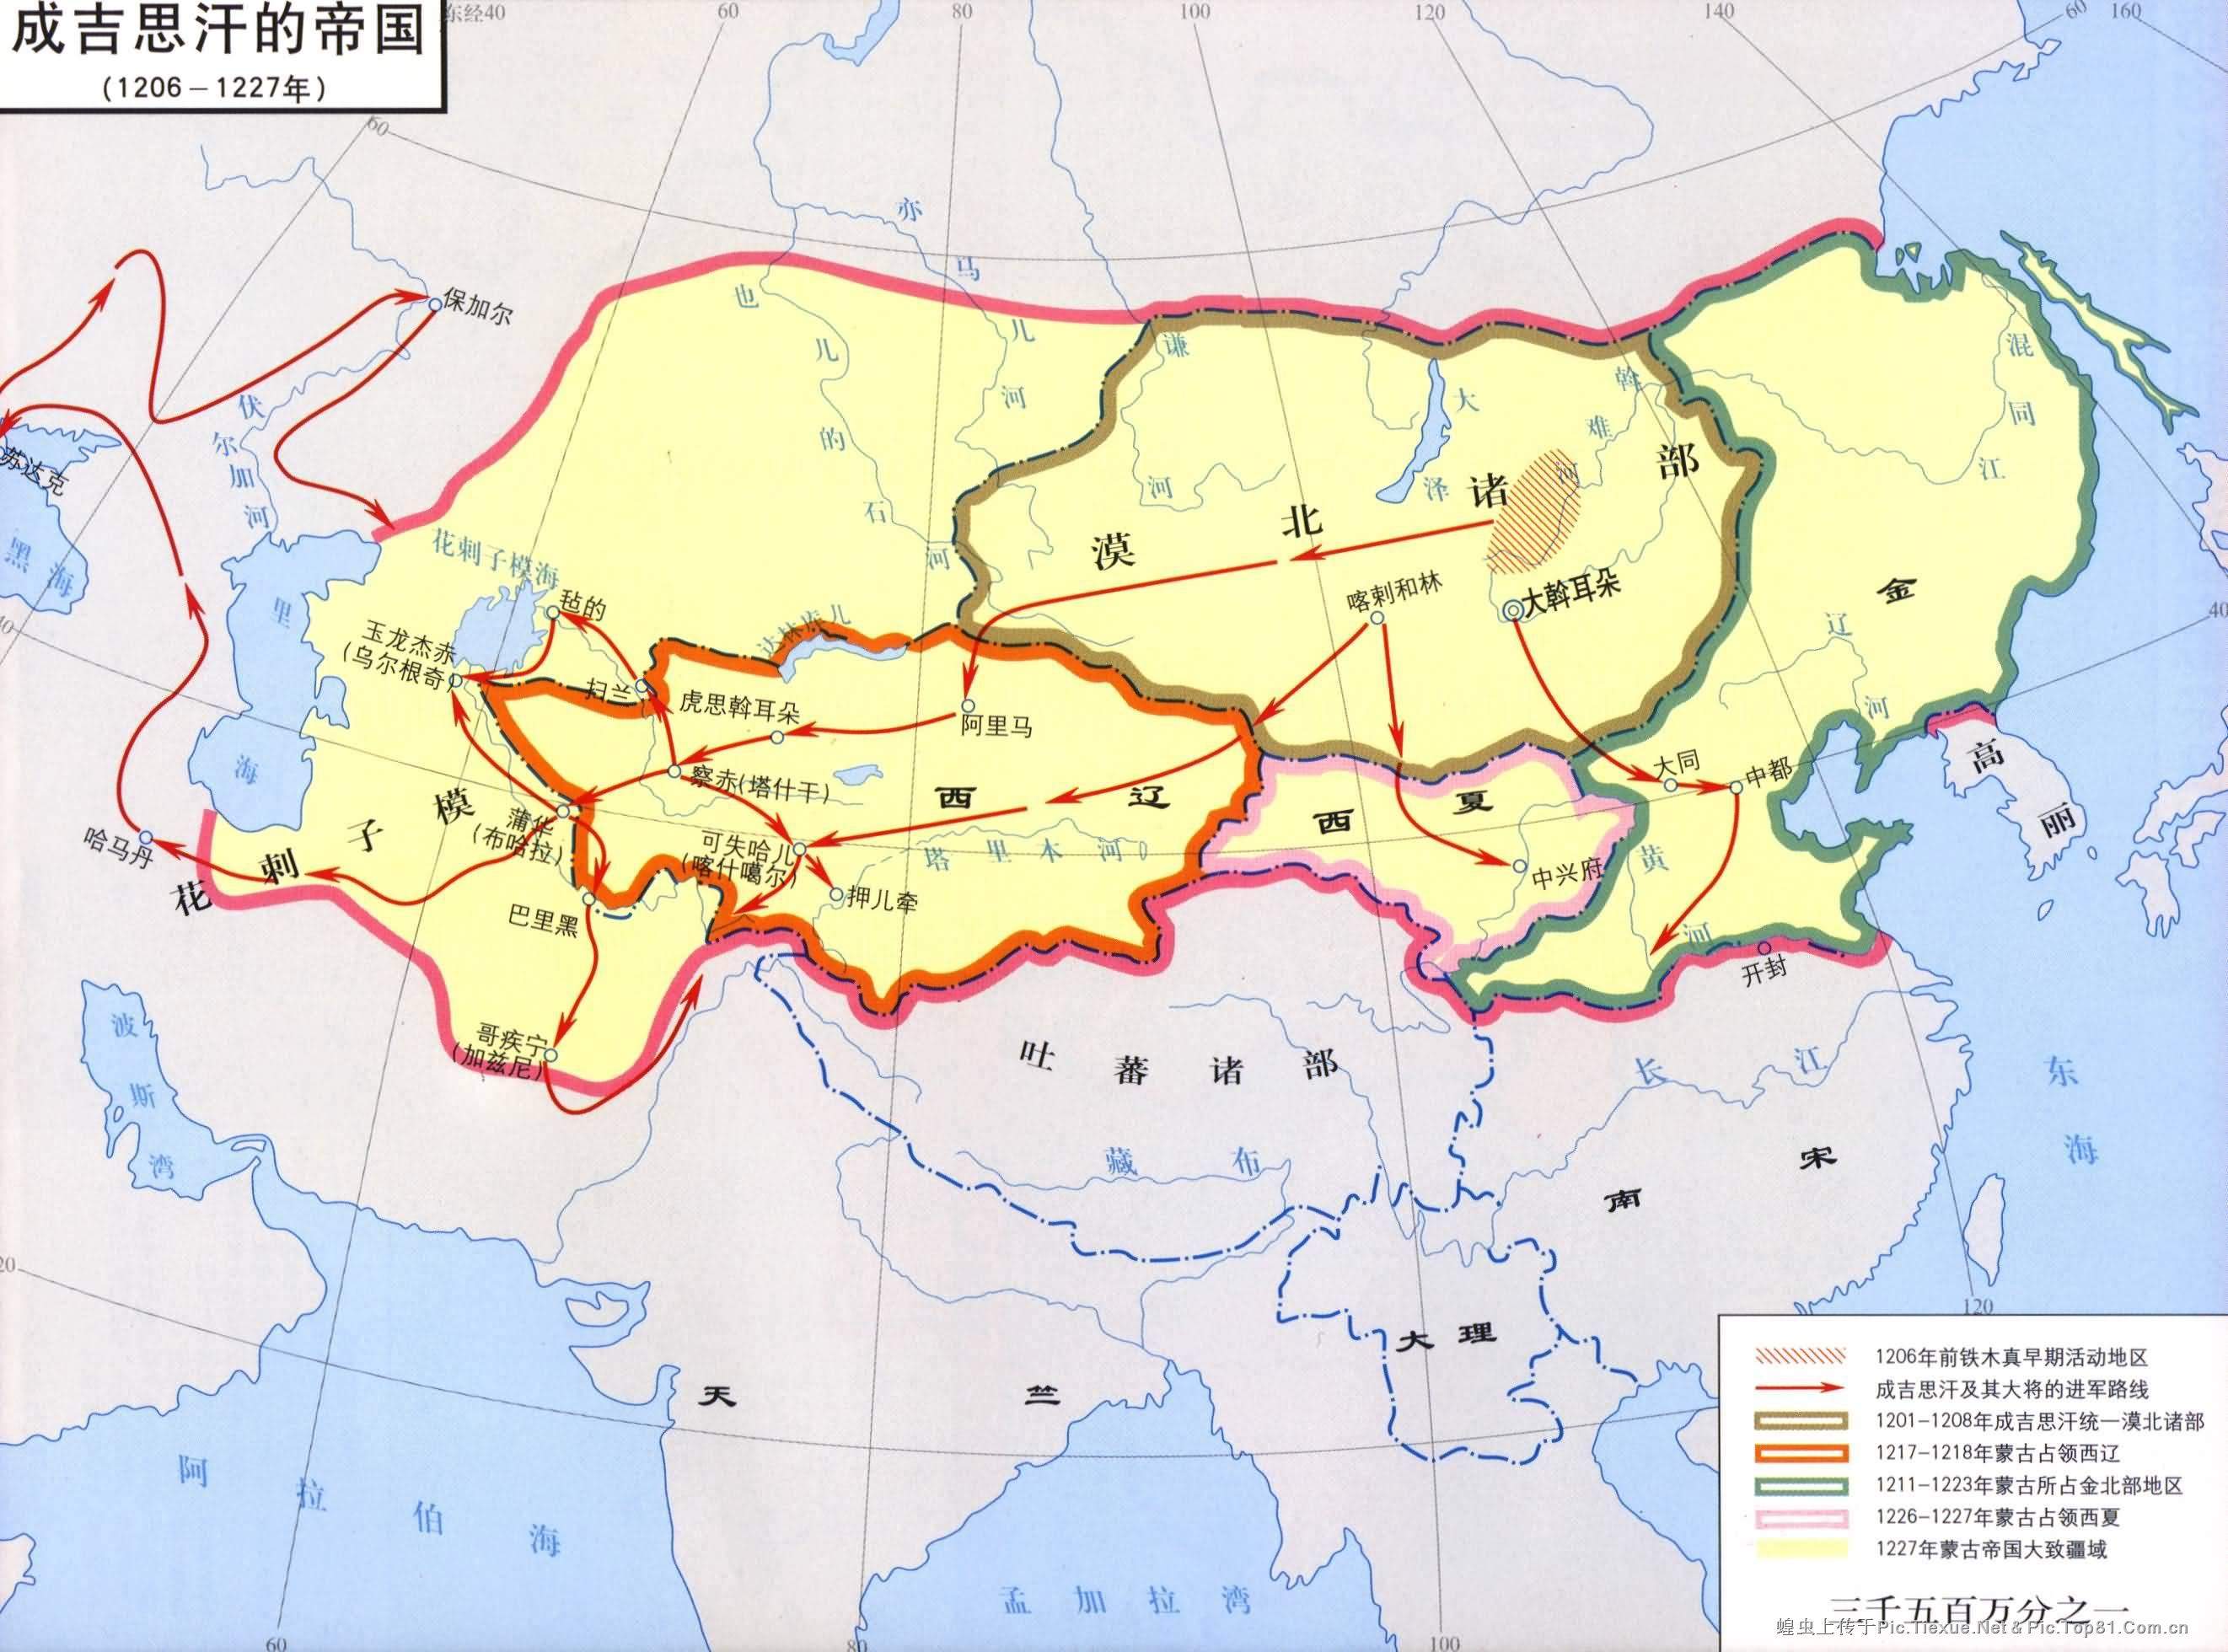 成吉思汗的帝国
(1206－1227年)
东经40
60
80
100
120
140
60
160
60
亦
马
儿
河
也
儿
的
石
河
保加尔
谦
河
大
泽
斡
难
河
混
同
江
伏
尔
加
河
苏达克
黑
海
40
里
海
花剌子模海
毡的
玉龙杰赤
(乌尔根奇)
扫兰
达林库儿
虎思斡耳朵
阿里马
察赤(塔什干)
漠
北
诸
部
喀剌和林
大斡耳朵
金
辽
河
40
大同
中都
高
丽
西
辽
西
夏
中兴府
黄
河
开封
哈马丹
花
剌
子
模
蒲华
(布哈拉)
可失哈儿
(喀什噶尔)
押儿牵
塔
里
木
河
巴里黑
哥疾宁
(加兹尼)
波
斯
湾
吐
蕃
诸
部
藏
布
长
江
东
海
南
宋
大
理
天
竺
20
120
阿
拉
伯
海
孟
加
拉
湾
60
80
100
1206年前铁木真早期活动地区
成吉思汗及其大将的进军路线
1201－1208年成吉思汗统一漠北诸部
1217－1218年蒙古占领西辽
1211－1223年蒙古所占金北部地区
1226－1227年蒙古占领西夏
1227年蒙古帝国大致疆域
三千五百万分之一
蝗虫上传于Pic.Tiexue.Net & Pic.Top81.Com.cn